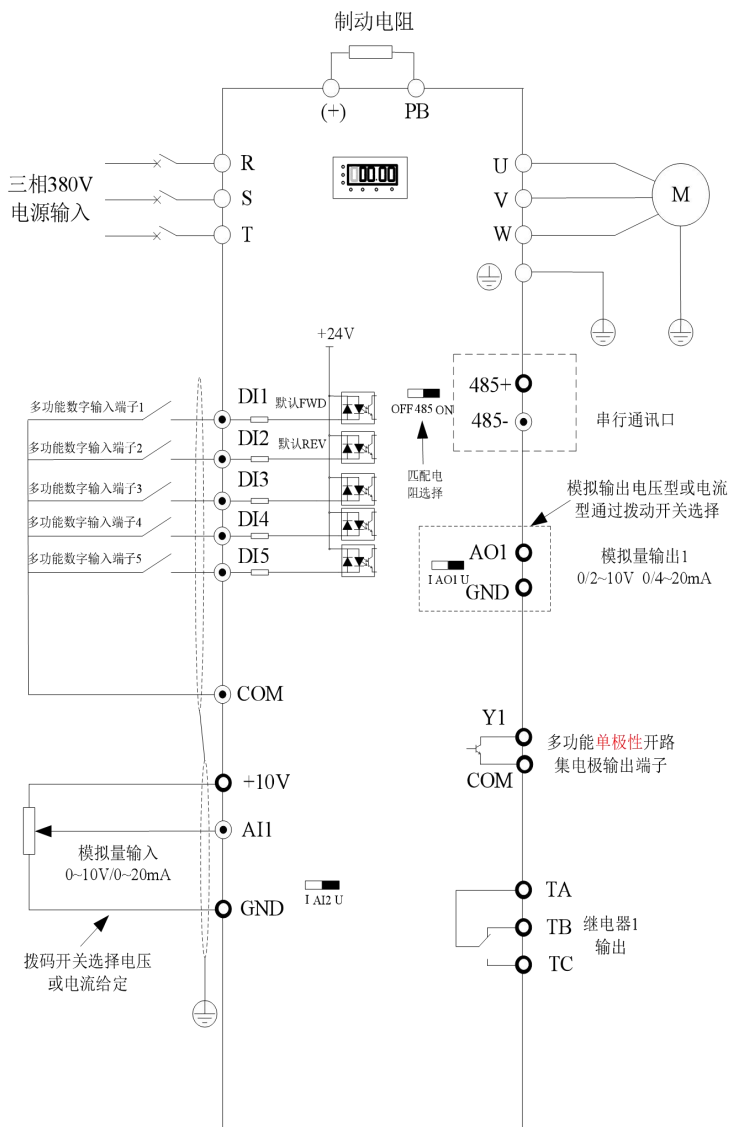 制动电阻
(+)
PB
三相380V
电源输入
R
S
T
U
V
W
M
+24V
多功能数字输入端子1
DI1
默认FWD
多功能数字输入端子2
DI2
默认REV
多功能数字输入端子3
DI3
多功能数字输入端子4
DI4
多功能数字输入端子5
DI5
OFF 485 ON
匹配电
阻选择
485+
485-
串行通讯口
模拟输出电压型或电流
型通过拨动开关选择
I AO1 U
AO1
GND
模拟量输出1
0/2~10V 0/4~20mA
COM
Y1
COM
多功能单极性开路
集电极输出端子
+10V
AI1
模拟量输入
0~10V/0~20mA
GND
I AI2 U
拨码开关选择电压
或电流给定
TA
TB
TC
继电器1
输出